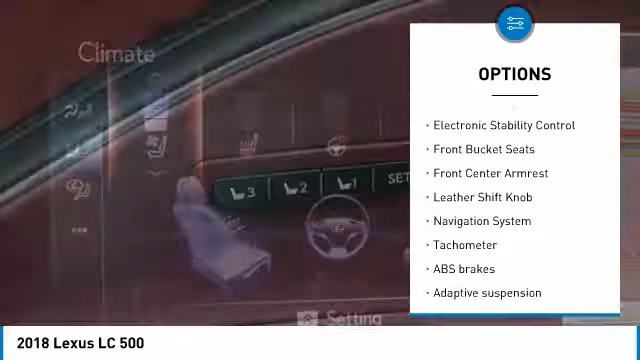 Climate
3
2
1
SET
Setting
OPTIONS
Electronic Stability Control
Front Bucket Seats
Front Center Armrest
Leather Shift Knob
Navigation System
Tachometer
ABS brakes
Adaptive suspension
2018 Lexus LC 500